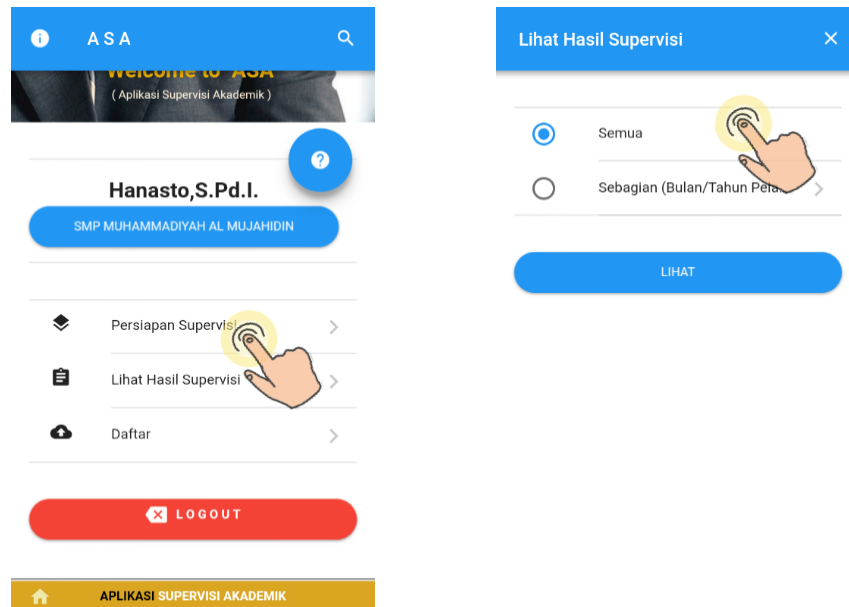 A S A
Welcome to "ASA"
( Aplikasi Supervisi Akademik )
Hanasto,S.Pd.I.
SMP MUHAMMADIYAH AL MUJAHIDIN
Persiapan Supervisi
Lihat Hasil Supervisi
Daftar
LOGOUT
APLIKASI SUPERVISI AKADEMIK
Lihat Hasil Supervisi
Semua
Sebagian (Bulan/Tahun
LIHAT